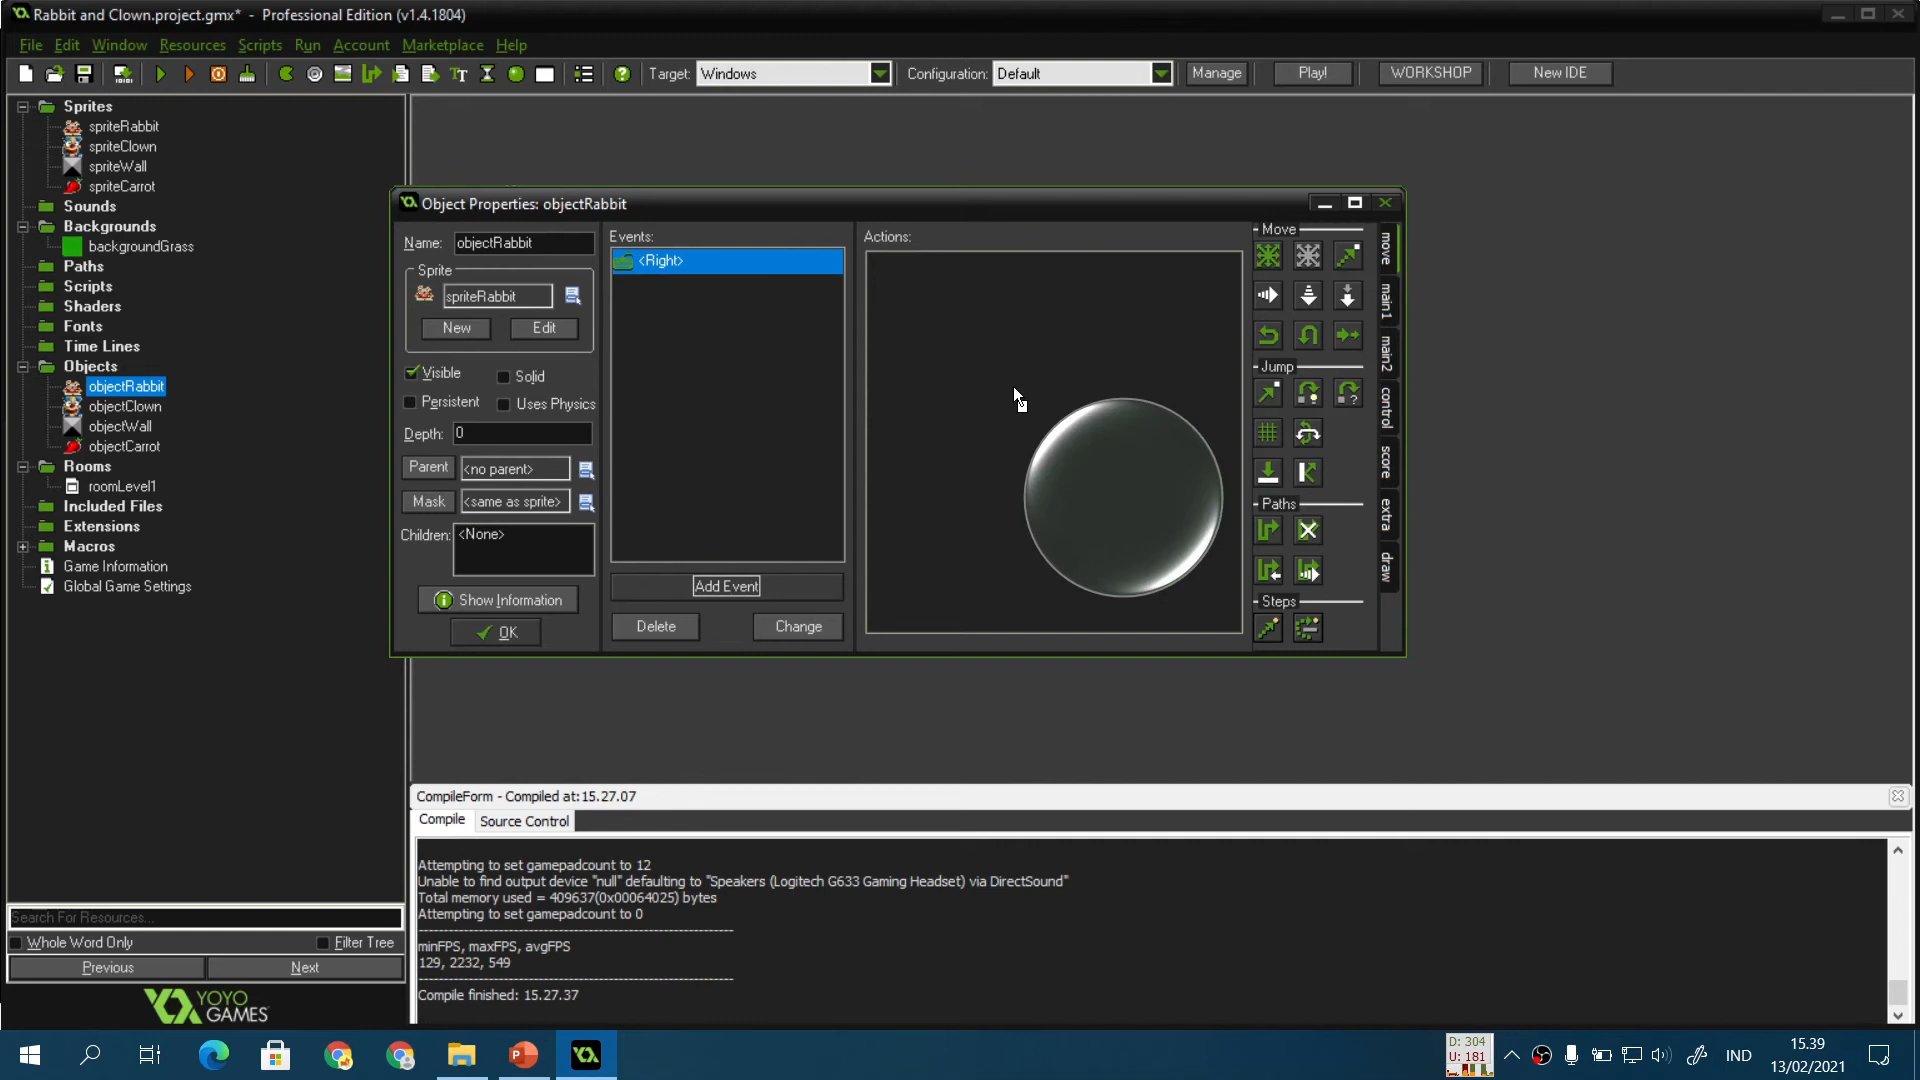 Rabbit and Clown.project.gmx* - Professional Edition (v1.4.1804)
File Edit Window Resources Scripts Run Account Marketplace Help
Target: Windows Configuration: Default Manage Play! WORKSHOP New IDE
Sprites
spriteRabbit
spriteClown
spriteWall
spriteCarrot
Sounds
Backgrounds
backgroundGrass
Paths
Scripts
Shaders
Fonts
Time Lines
Objects
objectRabbit
objectClown
objectWall
objectCarrot
Rooms
roomLevel1
Included Files
Extensions
Macros
Game Information
Global Game Settings
Search For Resources...
Whole Word Only Filter Tree
Previous Next
YOYO
GAMES
Object Properties: objectRabbit
Name: objectRabbit
Sprite
spriteRabbit
New Edit
Visible Solid
Persistent Uses Physics
Depth: 0
Parent <no parent>
Mask <same as sprite>
Children: <None>
Show Information
OK
Events:
<Right>
Add Event
Delete Change
Actions:
Move
Jump
Paths
Steps
move
main1
main2
control
score
extra
draw
CompileForm - Compiled at:15.27.07
Compile Source Control
Attempting to set gamepadcount to 12
Unable to find output device "null" defaulting to "Speakers (Logitech G633 Gaming Headset) via DirectSound"
Total memory used = 409637(0x00064025) bytes
Attempting to set gamepadcount to 0
---------------------------------------------------------------
minFPS, maxFPS, avgFPS
129, 2232, 549
---------------------------------------------------------------
Compile finished: 15.27.37
D: 304
U: 181
IND
15.39
13/02/2021